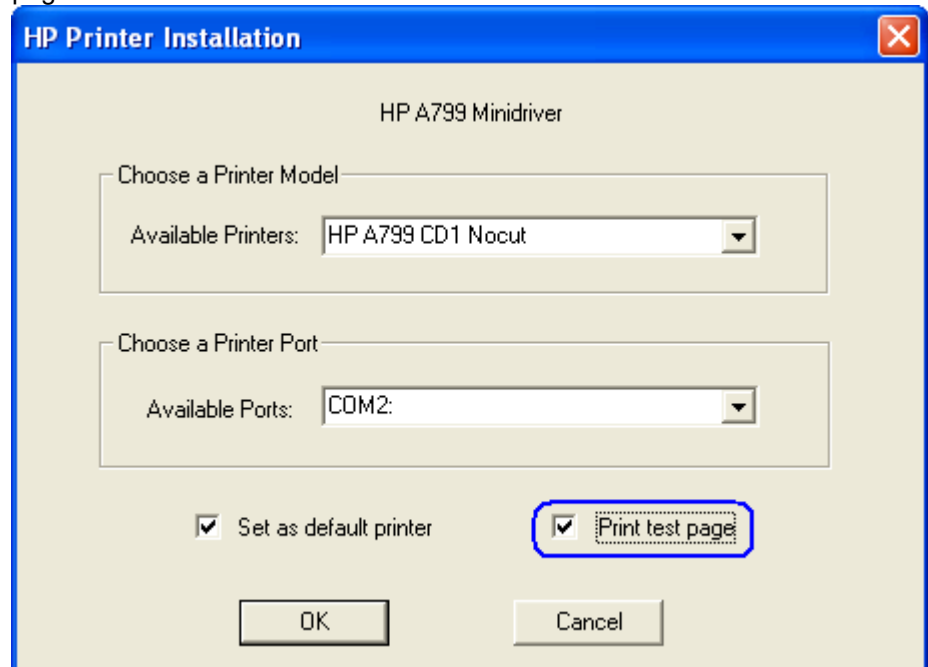 HP Printer Installation
HP A799 Minidriver
Choose a Printer Model
Available Printers: HP A799 CD1 Nocut
Choose a Printer Port
Available Ports: COM2:
Set as default printer Print test page
OK Cancel